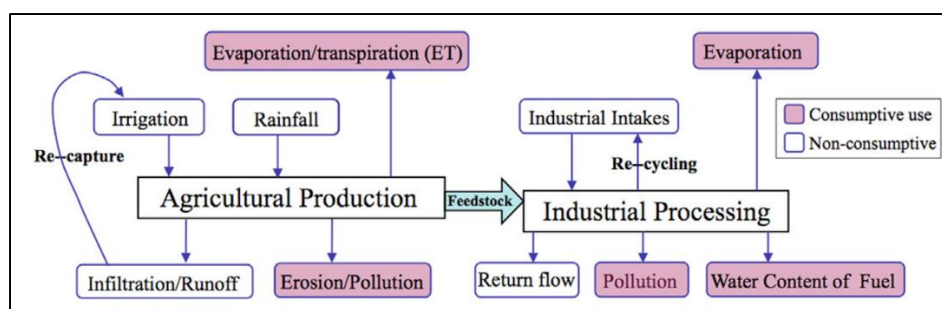 Evaporation/transpiration (ET)
Evaporation
Irrigation
Rainfall
Industrial Intakes
Consumptive use
Non-consumptive
Re-capture
Re-cycling
Agricultural Production
Feedstock
Industrial Processing
Infiltration/Runoff
Erosion/Pollution
Return flow
Pollution
Water Content of Fuel